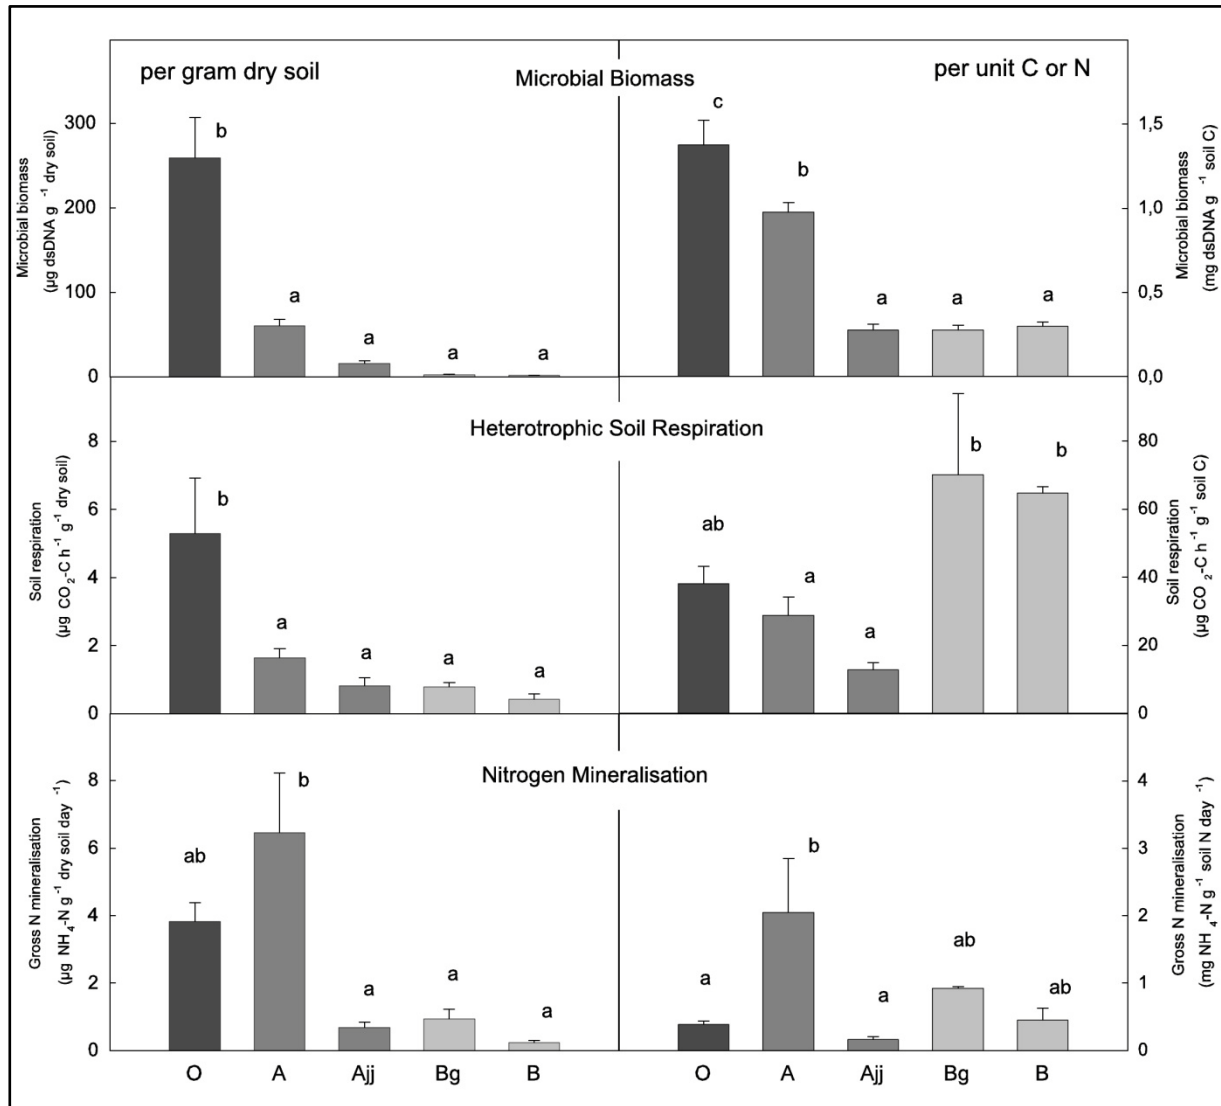 per gram dry soil
Microbial Biomass
per unit C or N
Microbial biomass
(µg dsDNA g ⁻¹ dry soil)
300
200
100
0
b
a
a
a
a
c
b
a
a
a
1,5
1,0
0,5
0,0
Microbial biomass
(mg dsDNA g ⁻¹ soil C)
Heterotrophic Soil Respiration
Soil respiration
(µg CO₂-C h⁻¹ g⁻¹ dry soil)
8
6
4
2
0
b
a
a
a
a
ab
a
a
b
b
80
60
40
20
0
Soil respiration
(µg CO₂-C h⁻¹ g⁻¹ soil C)
Nitrogen Mineralisation
Gross N mineralisation
(µg NH₄-N g⁻¹ dry soil day ⁻¹)
8
6
4
2
0
ab
b
a
a
a
a
b
a
ab
ab
4
3
2
1
0
Gross N mineralisation
(mg NH₄-N g⁻¹ soil N day ⁻¹)
O A Ajj Bg B
O A Ajj Bg B